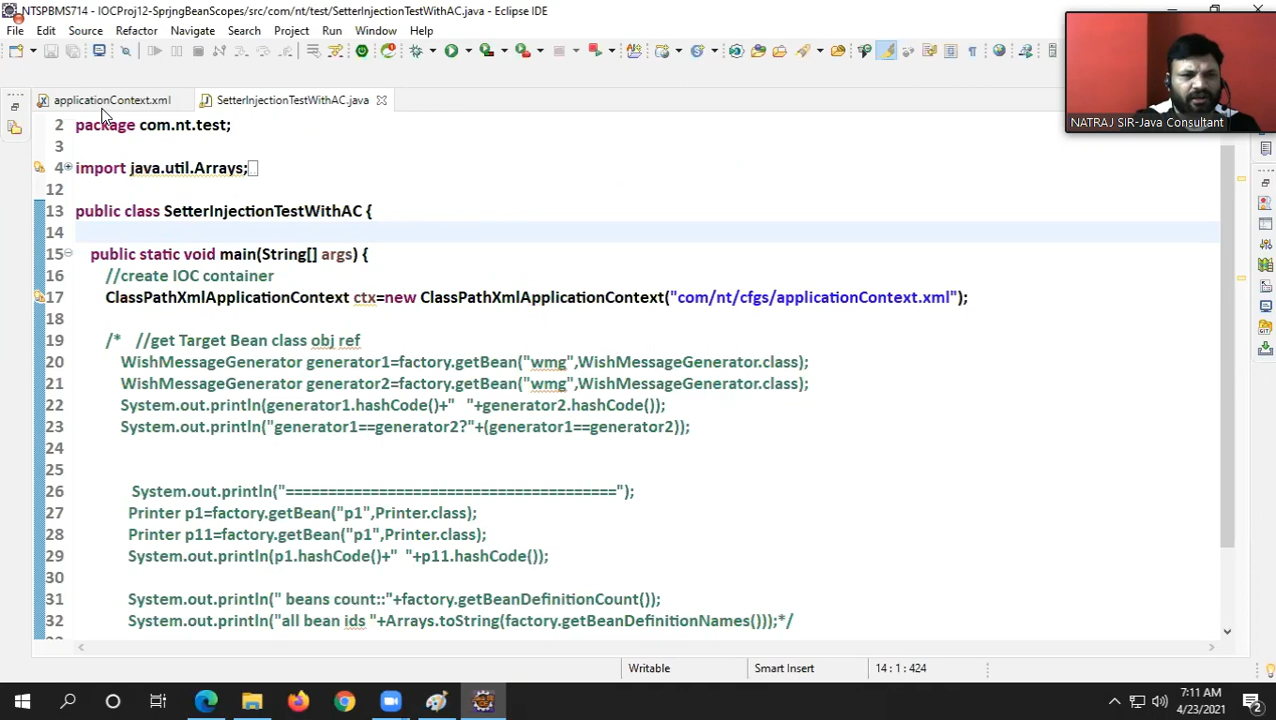 NTSPBMS714 - IOCProj12-SprjngBeanScopes/src/com/nt/test/SetterInjectionTestWithAC.java - Eclipse IDE
File Edit Source Refactor Navigate Search Project Run Window Help
applicationContext.xml SetterInjectionTestWithAC.java
NATRAJ SIR-Java Consultant
2 package com.nt.test;
3
4 import java.util.Arrays;
12
13 public class SetterInjectionTestWithAC {
14
15 public static void main(String[] args) {
16 //create IOC container
17 ClassPathXmlApplicationContext ctx=new ClassPathXmlApplicationContext("com/nt/cfgs/applicationContext.xml");
18
19 /* //get Target Bean class obj ref
20 WishMessageGenerator generator1=factory.getBean("wmg",WishMessageGenerator.class);
21 WishMessageGenerator generator2=factory.getBean("wmg",WishMessageGenerator.class);
22 System.out.println(generator1.hashCode()+" "+generator2.hashCode());
23 System.out.println("generator1==generator2?"+(generator1==generator2));
24
25
26 System.out.println("=======================================");
27 Printer p1=factory.getBean("p1",Printer.class);
28 Printer p11=factory.getBean("p1",Printer.class);
29 System.out.println(p1.hashCode()+" "+p11.hashCode());
30
31 System.out.println(" beans count::"+factory.getBeanDefinitionCount());
32 System.out.println("all bean ids "+Arrays.toString(factory.getBeanDefinitionNames()));*/
Writable Smart Insert 14 : 1 : 424
7:11 AM
4/23/2021
2